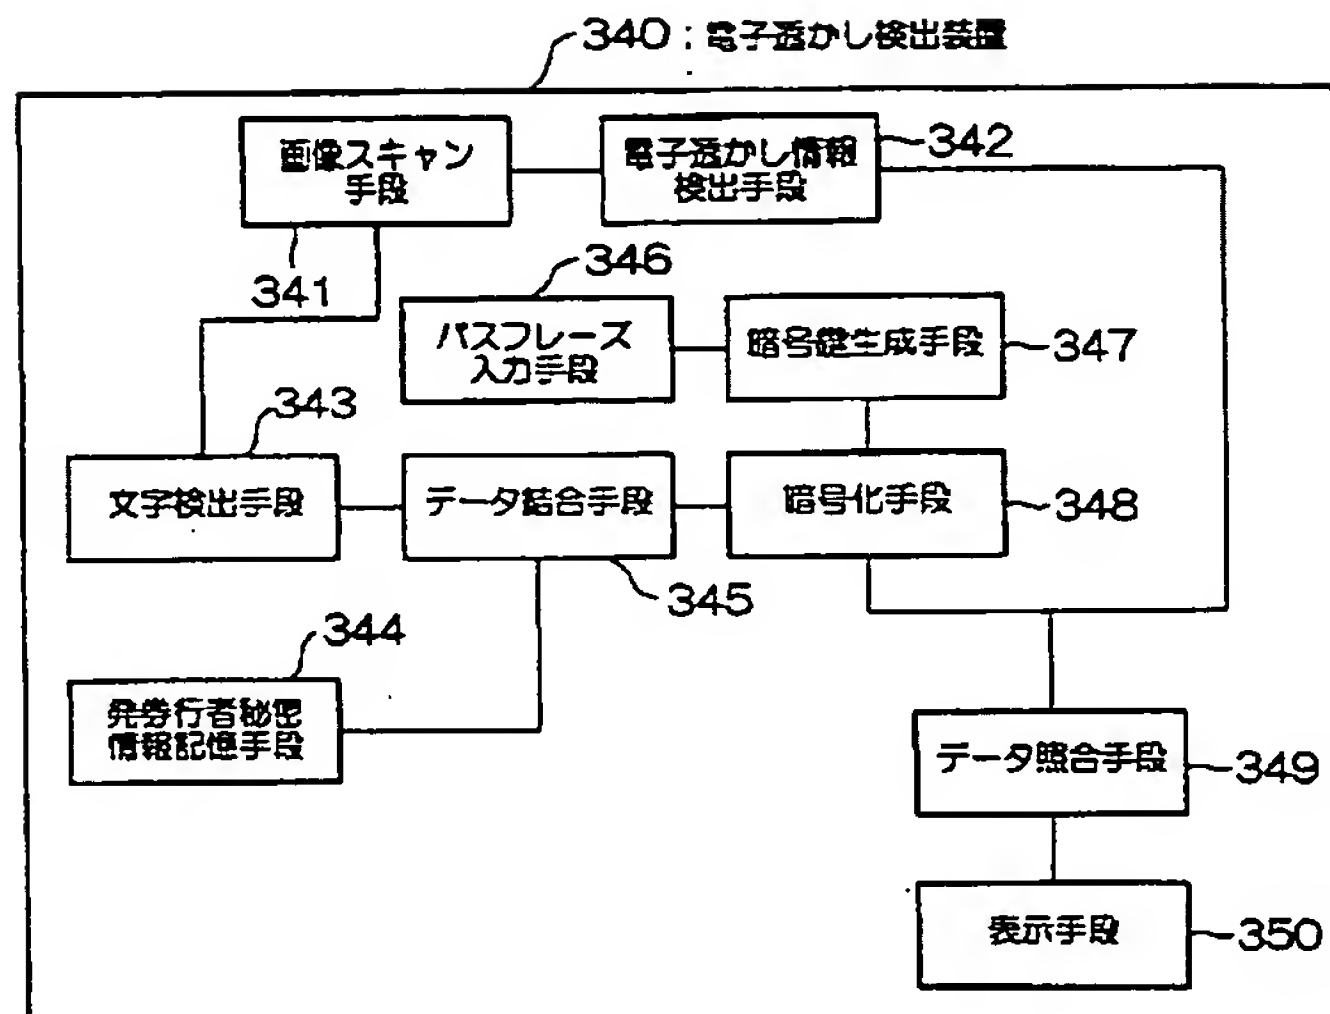 340：電子透かし検出装置
画像スキャン
手段
341
電子透かし情報
検出手段
342
346
パスフレーズ
入力手段
暗号鍵生成手段
347
343
文字検出手段
データ結合手段
345
暗号化手段
348
344
発券行者秘密
情報記憶手段
データ照合手段
349
表示手段
350